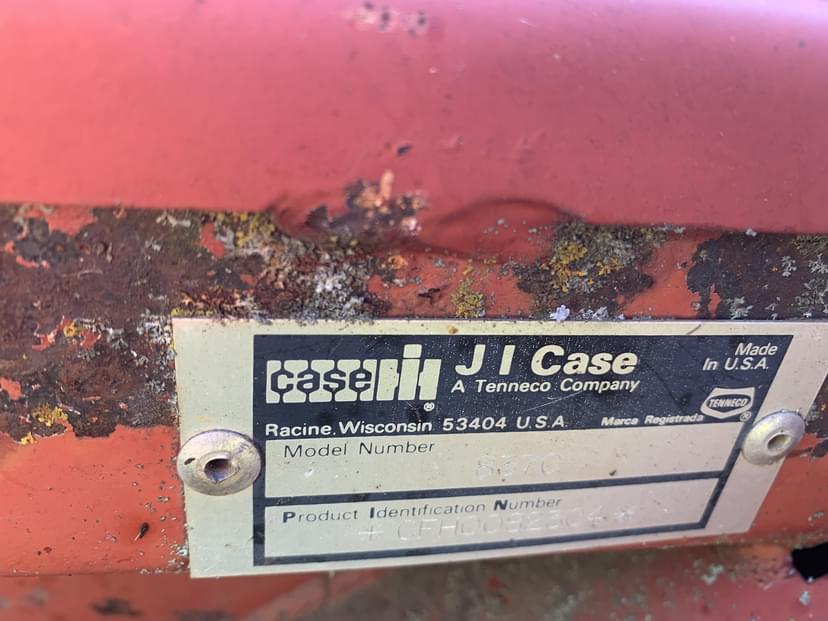 case IH ®
J I Case
A Tenneco Company
Made
In U.S.A.
TENNECO ®
Racine, Wisconsin 53404 U.S.A. Marca Registrada
Model Number
8370
Product Identification Number